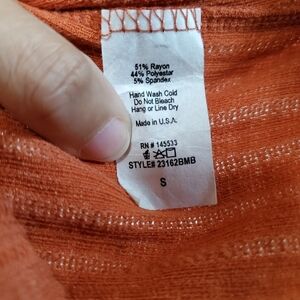 51% Rayon
44% Polyester
5% Spandex
Hand Wash Cold
Do Not Bleach
Hang or Line Dry
Made in U.S.A.
RN # 145533
STYLE# 23162BMB
S